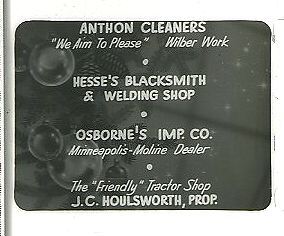 ANTHON CLEANERS
"We Aim To Please" Wilber Work
HESSE'S BLACKSMITH
& WELDING SHOP
OSBORNE'S IMP. CO.
Minneapolis-Moline Dealer
The "Friendly" Tractor Shop
J.C. HOULSWORTH, PROP.